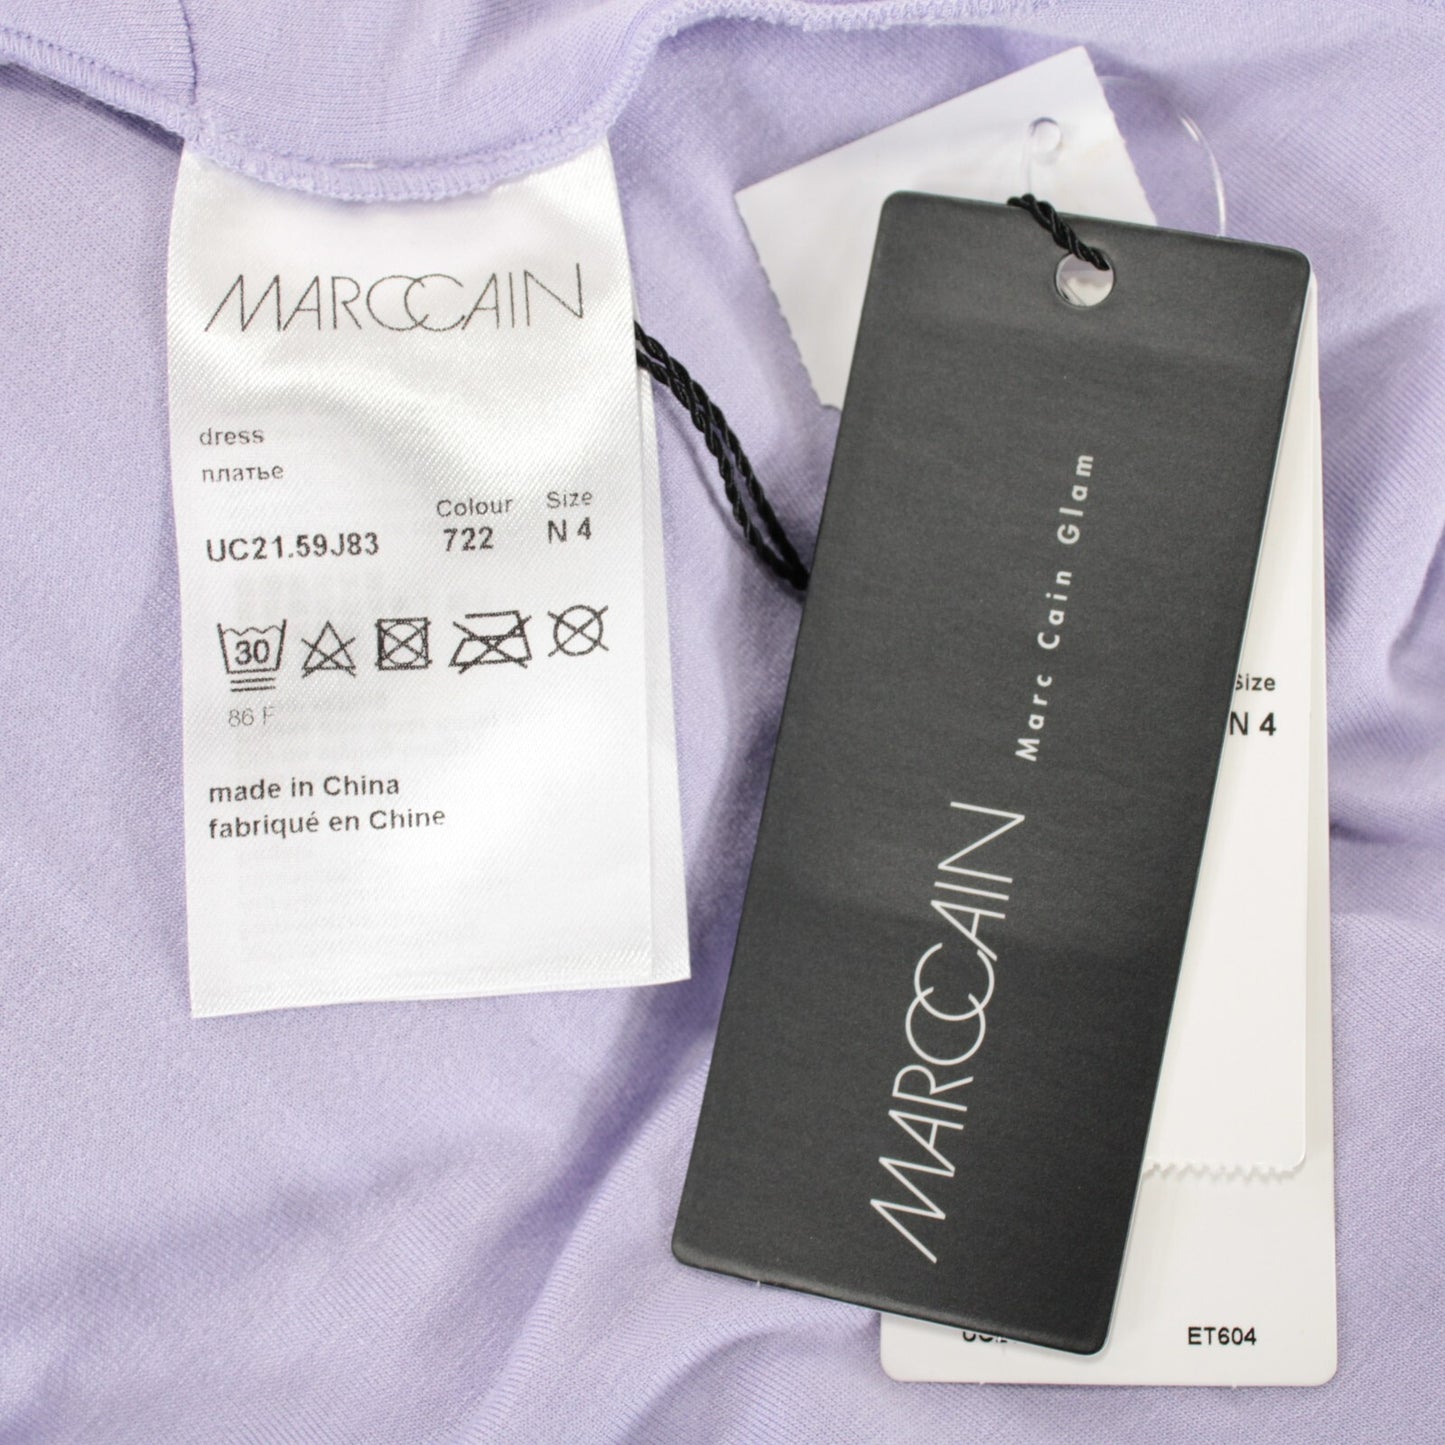 MARCCAIN
dress
платье
Colour Size
UC21.59J83 722 N 4
30
86 F
made in China
fabriqué en Chine
Marc Cain Glam
MARCCAIN
Size
N 4
ET604